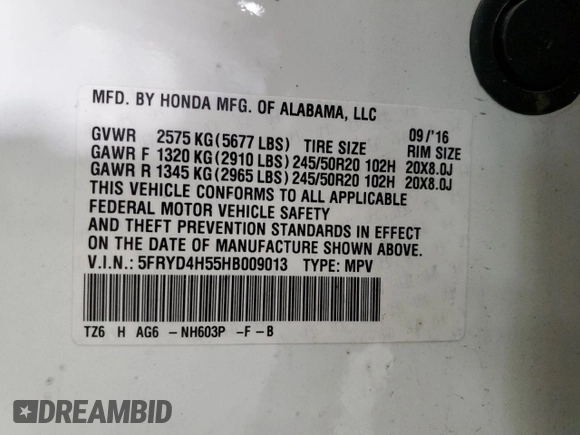 MFD. BY HONDA MFG. OF ALABAMA, LLC
GVWR 2575 KG(5677 LBS) TIRE SIZE 09/'16 RIM SIZE
GAWR F 1320 KG(2910 LBS)245/50R20 102H 20X8.0J
GAWR R 1345 KG(2965 LBS)245/50R20 102H 20X8.0J
THIS VEHICLE CONFORMS TO ALL APPLICABLE
FEDERAL MOTOR VEHICLE SAFETY
AND THEFT PREVENTION STANDARDS IN EFFECT
ON THE DATE OF MANUFACTURE SHOWN ABOVE.
V.I.N.: 5FRYD4H55HB009013 TYPE: MPV
TZ6 H AG6 -NH603P -F-B
DREAMBID